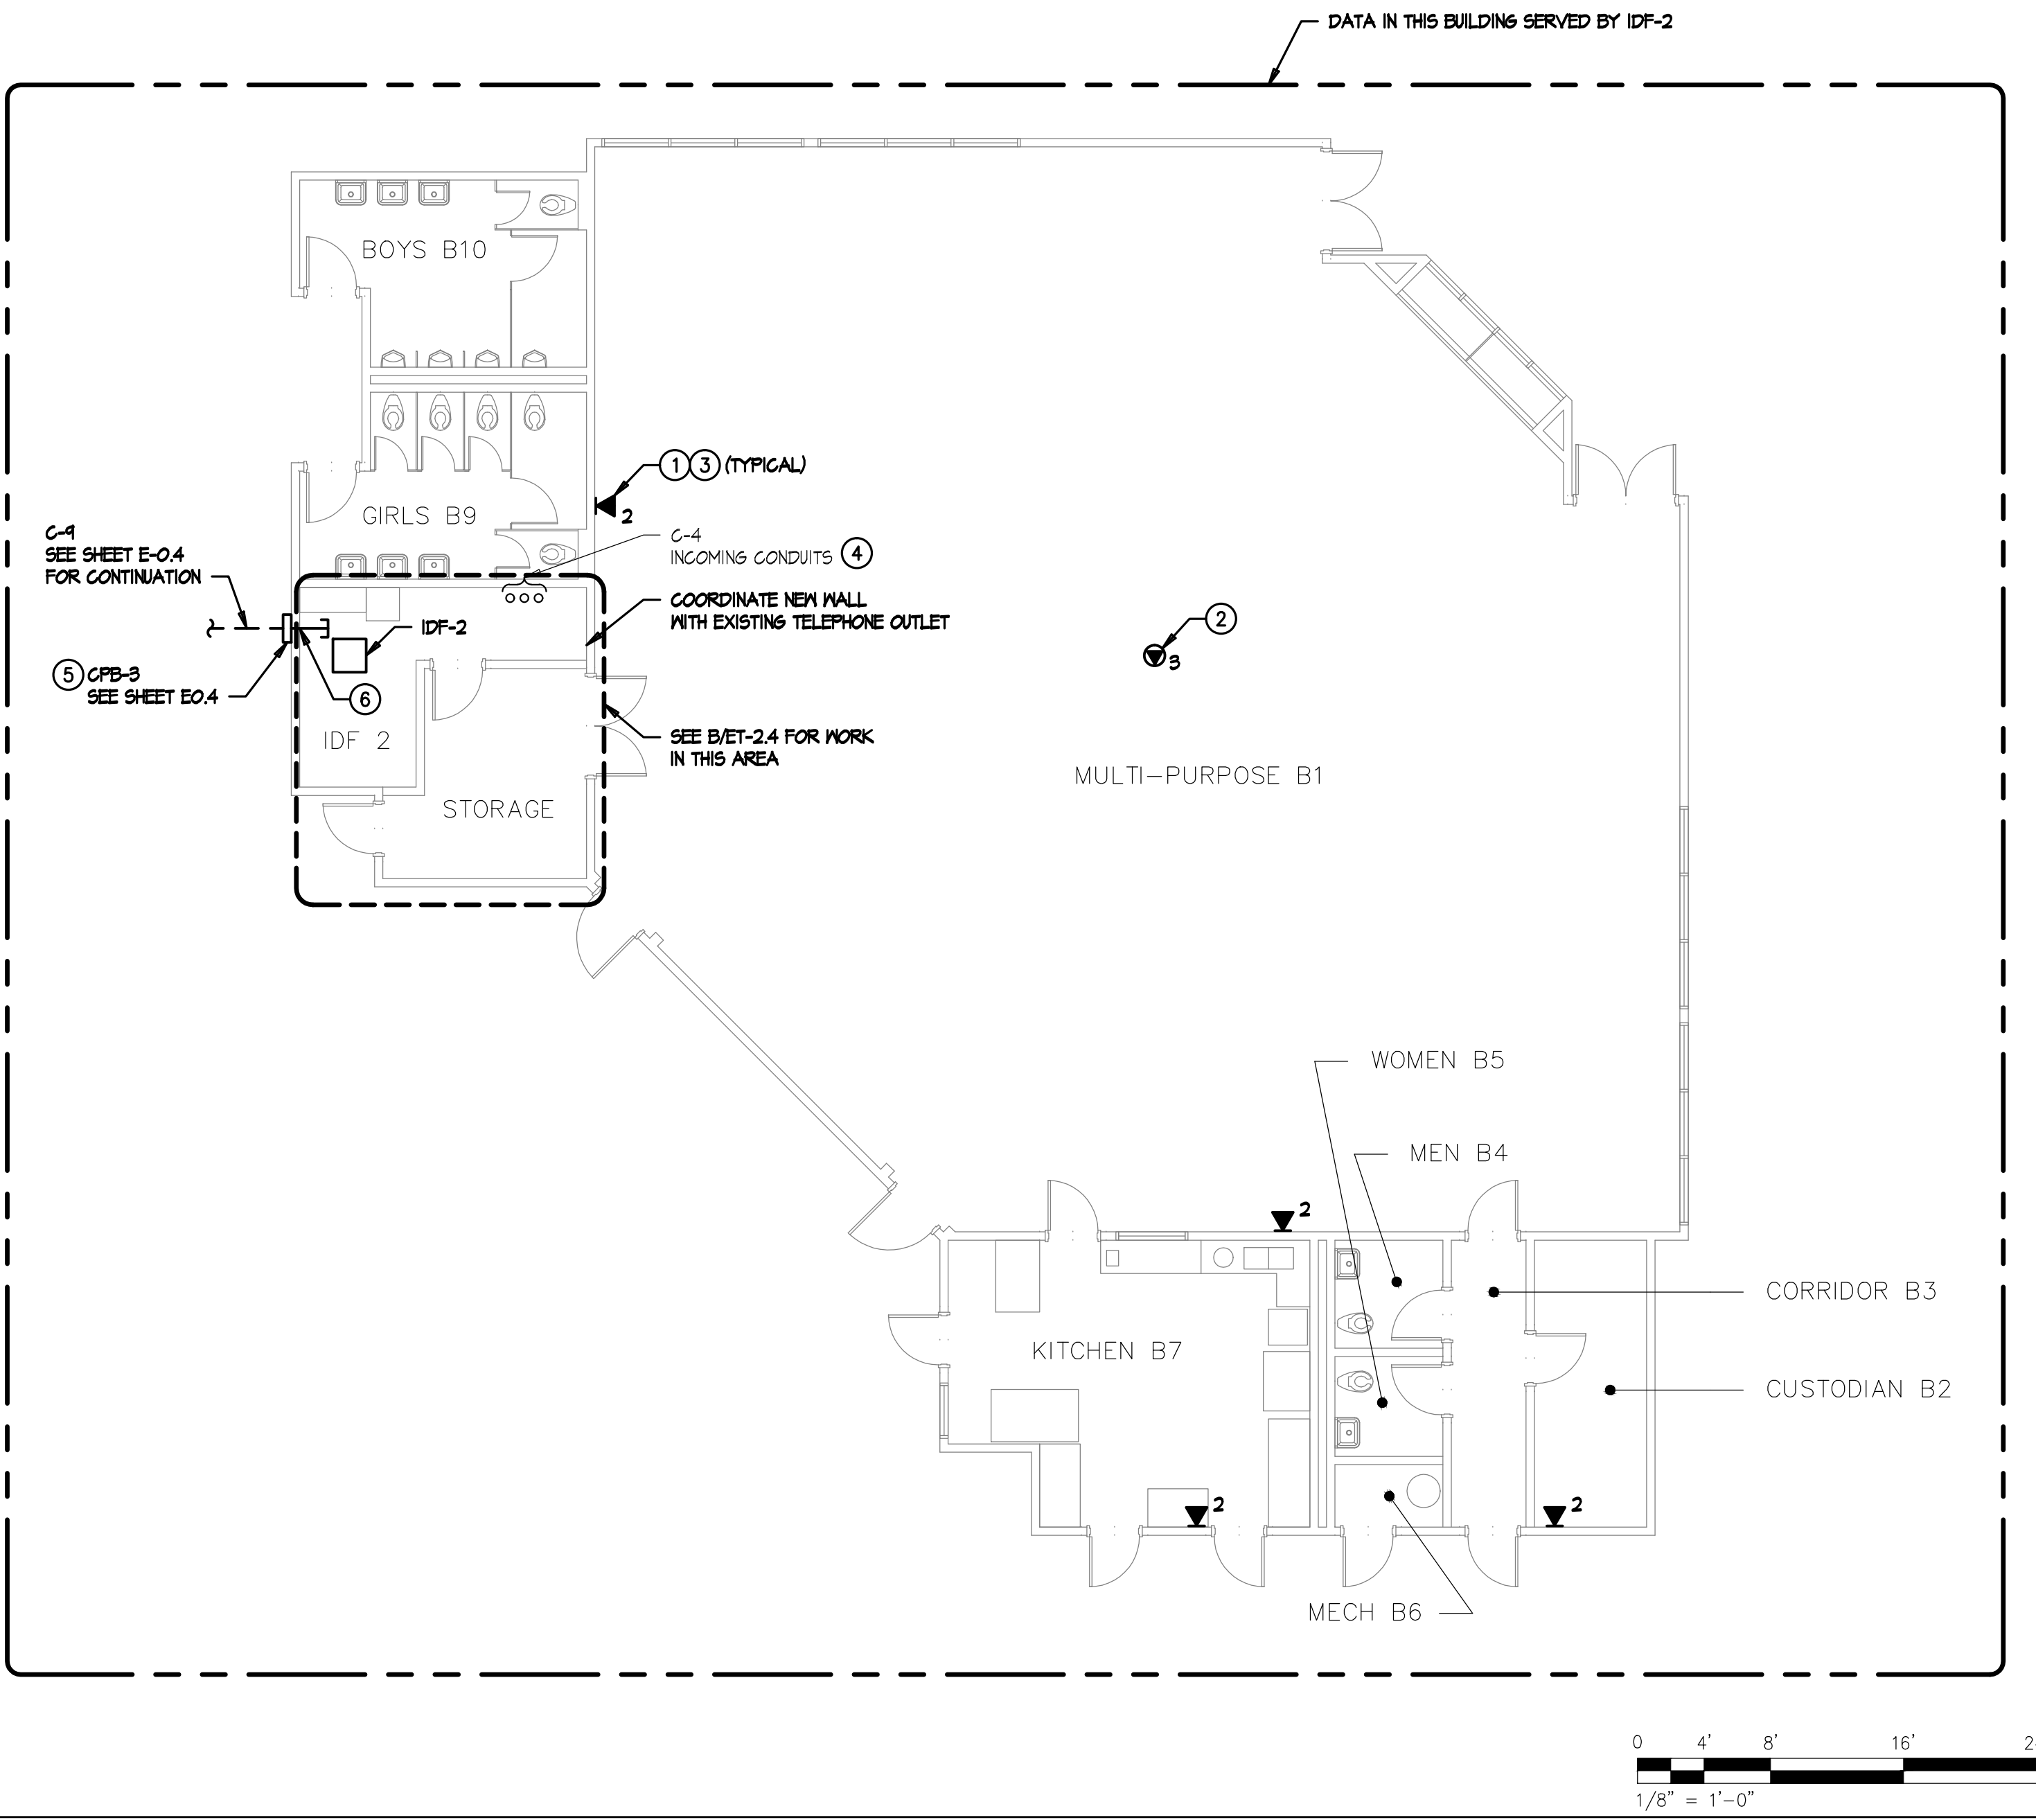 DATA IN THIS BUILDING SERVED BY IDF-2
BOYS B10
1 3 (TYPICAL)
2
GIRLS B9
C-9
SEE SHEET E-0.4
FOR CONTINUATION
C-4
INCOMING CONDUITS 4
COORDINATE NEW WALL
WITH EXISTING TELEPHONE OUTLET
IDF-2
2
3
5 CPB-3
SEE SHEET E0.4
6
IDF 2
SEE B/ET-2.4 FOR WORK
IN THIS AREA
MULTI-PURPOSE B1
STORAGE
WOMEN B5
MEN B4
2
CORRIDOR B3
KITCHEN B7
CUSTODIAN B2
2
2
MECH B6
0 4' 8' 16'
1/8" = 1'-0"